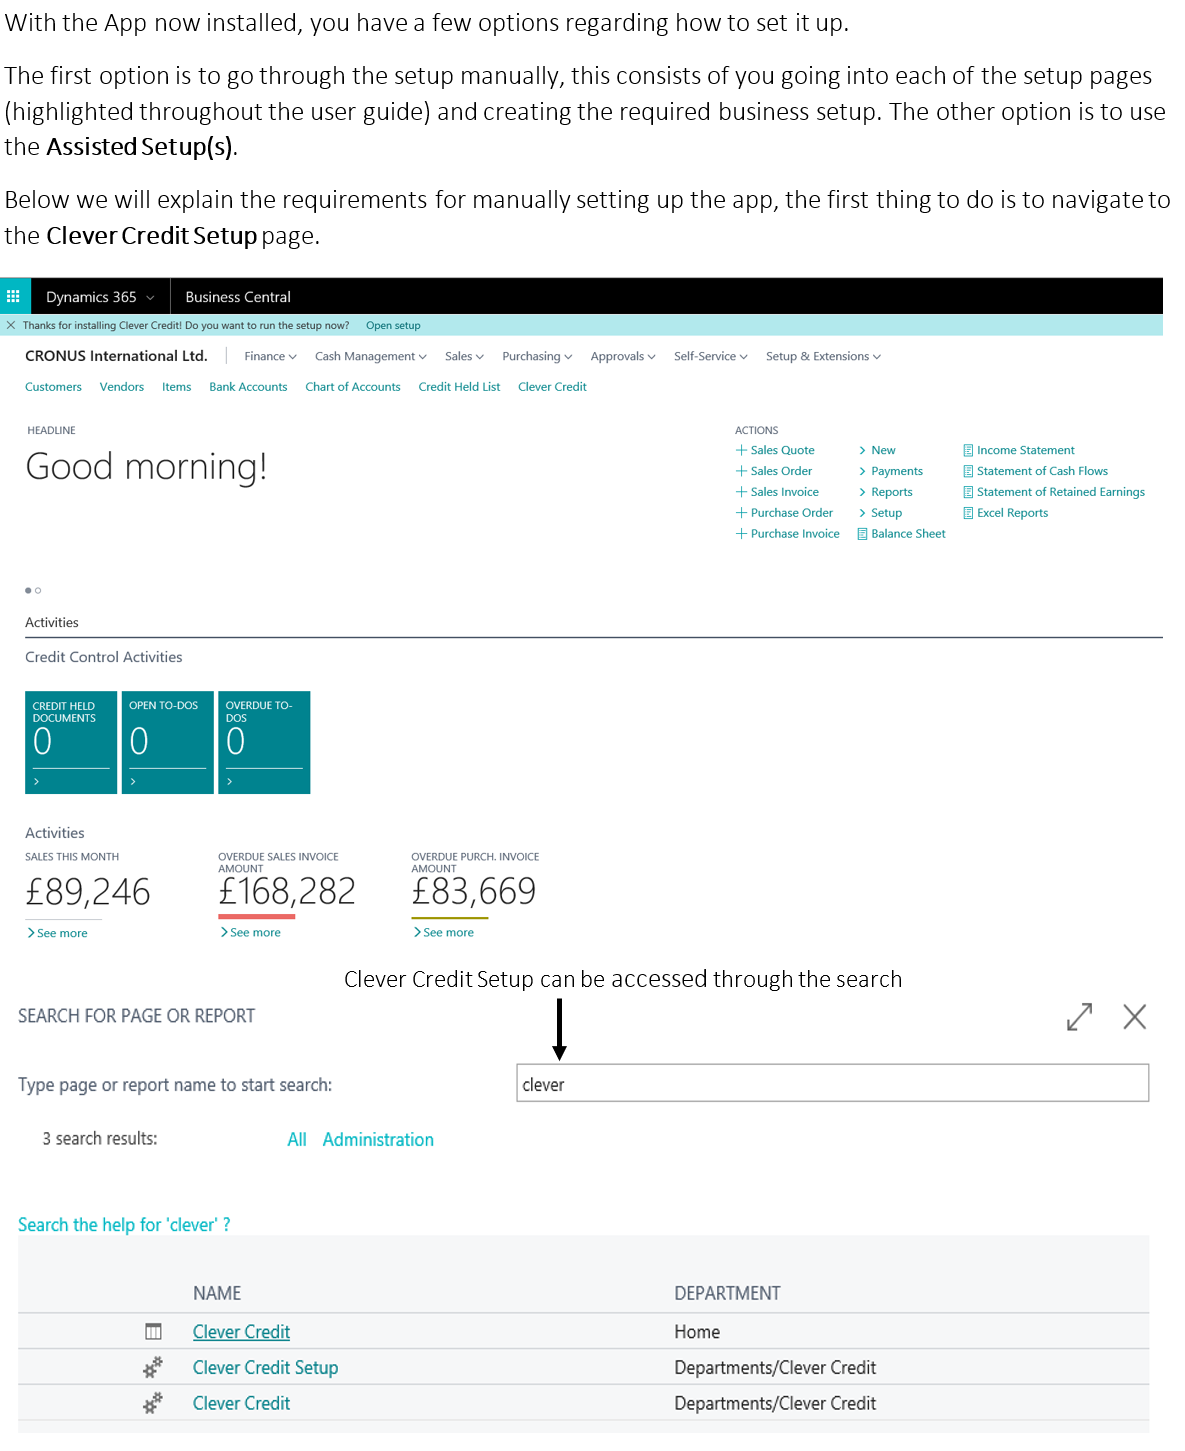 With the App now installed, you have a few options regarding how to set it up.
The first option is to go through the setup manually, this consists of you going into each of the setup pages
(highlighted throughout the user guide) and creating the required business setup. The other option is to use
the Assisted Setup(s).
Below we will explain the requirements for manually setting up the app, the first thing to do is to navigate to
the Clever Credit Setup page.
Dynamics 365 Business Central
Thanks for installing Clever Credit! Do you want to run the setup now? Open setup
CRONUS International Ltd. Finance Cash Management Sales Purchasing Approvals Self-Service Setup & Extensions
Customers Vendors Items Bank Accounts Chart of Accounts Credit Held List Clever Credit
HEADLINE
Good morning!
ACTIONS
Sales Quote New Income Statement
Sales Order Payments Statement of Cash Flows
Sales Invoice Reports Statement of Retained Earnings
Purchase Order Setup Excel Reports
Purchase Invoice Balance Sheet
Activities
Credit Control Activities
CREDIT HELD
DOCUMENTS
0
OPEN TO-DOS
0
OVERDUE TO-
DOS
0
Activities
SALES THIS MONTH
£89,246
See more
OVERDUE SALES INVOICE
AMOUNT
£168,282
See more
OVERDUE PURCH. INVOICE
AMOUNT
£83,669
See more
Clever Credit Setup can be accessed through the search
SEARCH FOR PAGE OR REPORT
Type page or report name to start search: clever
3 search results: All Administration
Search the help for 'clever' ?
NAME DEPARTMENT
Clever Credit Home
Clever Credit Setup Departments/Clever Credit
Clever Credit Departments/Clever Credit